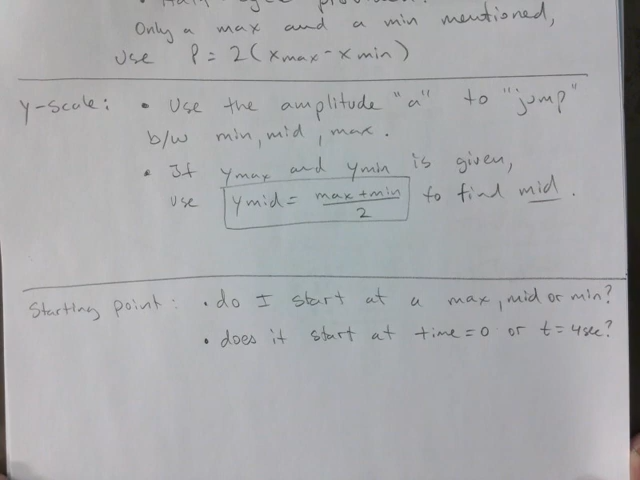 Only a max and a min mentioned,
use P = 2(xmax - xmin)
Y-scale: • Use the amplitude "a" to "jump"
b/w min, mid, max.
• If ymax and ymin is given,
use ymid = max+min / 2 to find mid.
Starting point: • do I start at a max, mid or min?
• does it start at time=0 or t=4sec?